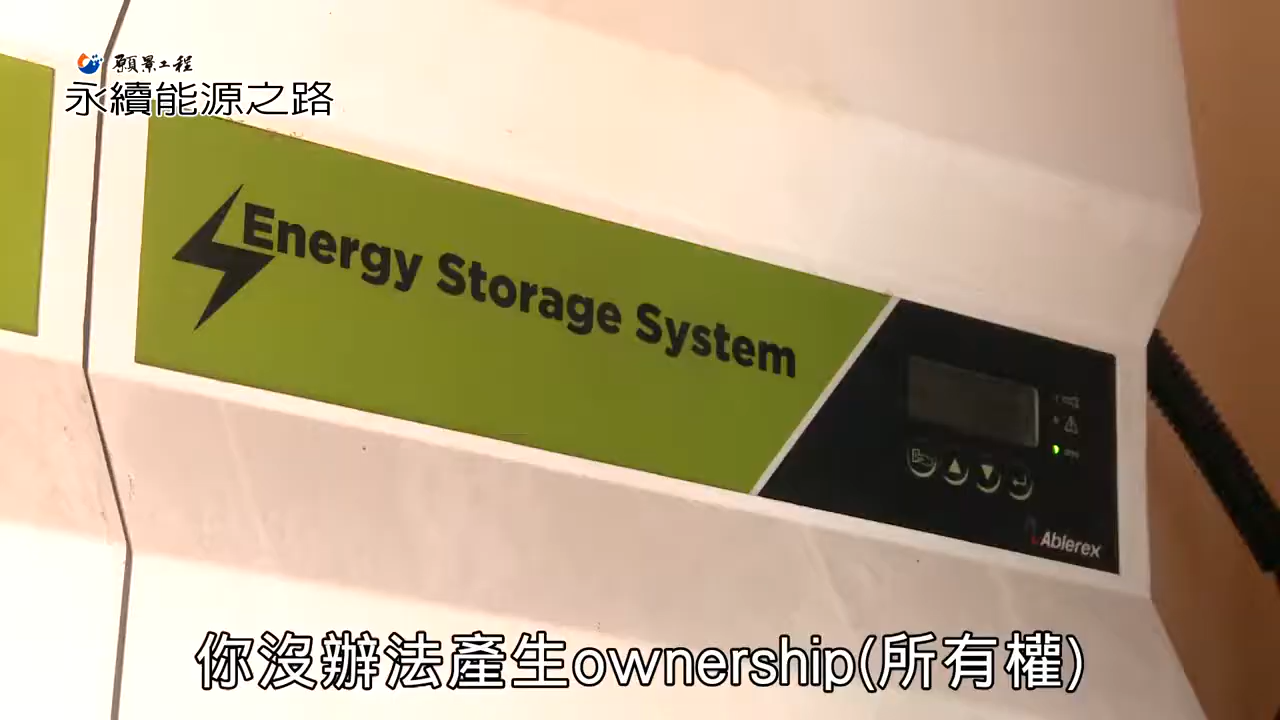 願景工程
永續能源之路
Energy Storage System
Ablerex
你沒辦法產生ownership(所有權)